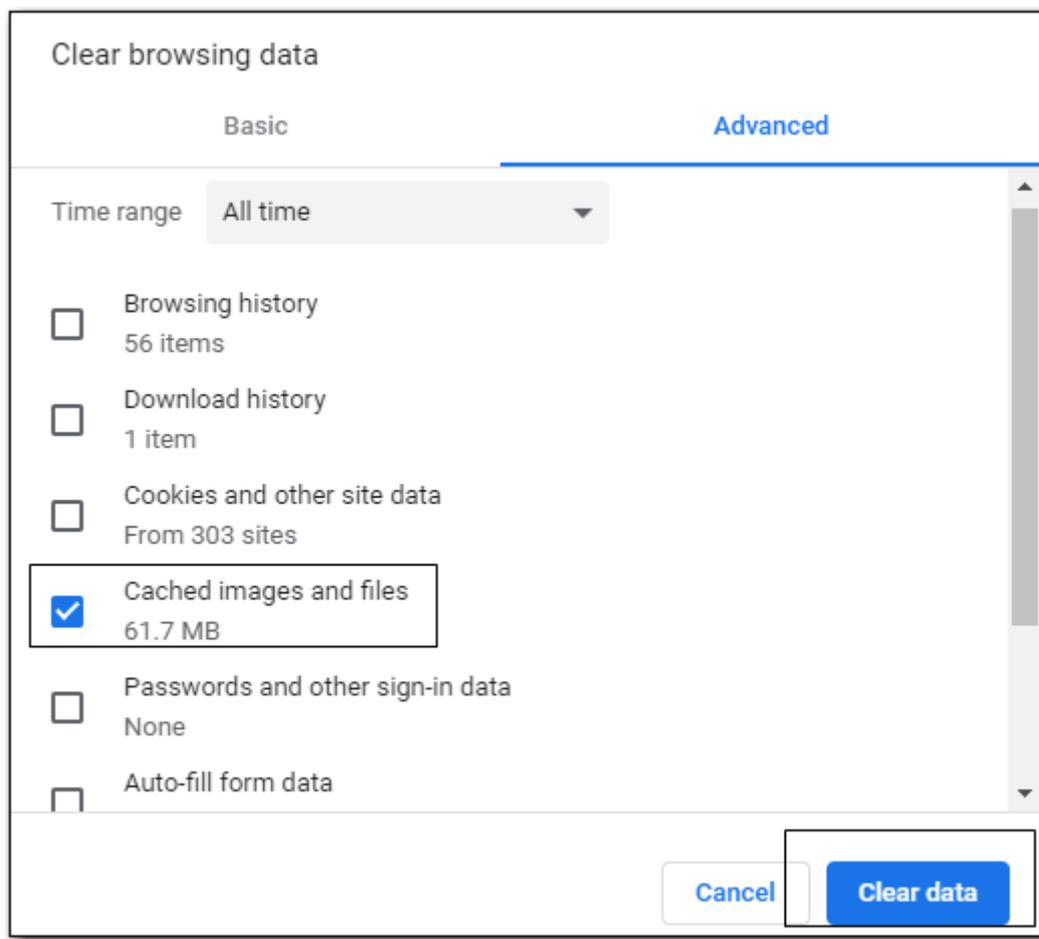 Clear browsing data
Basic
Advanced
Time range
All time
Browsing history
56 items
Download history
1 item
Cookies and other site data
From 303 sites
Cached images and files
61.7 MB
Passwords and other sign-in data
None
Auto-fill form data
Cancel
Clear data